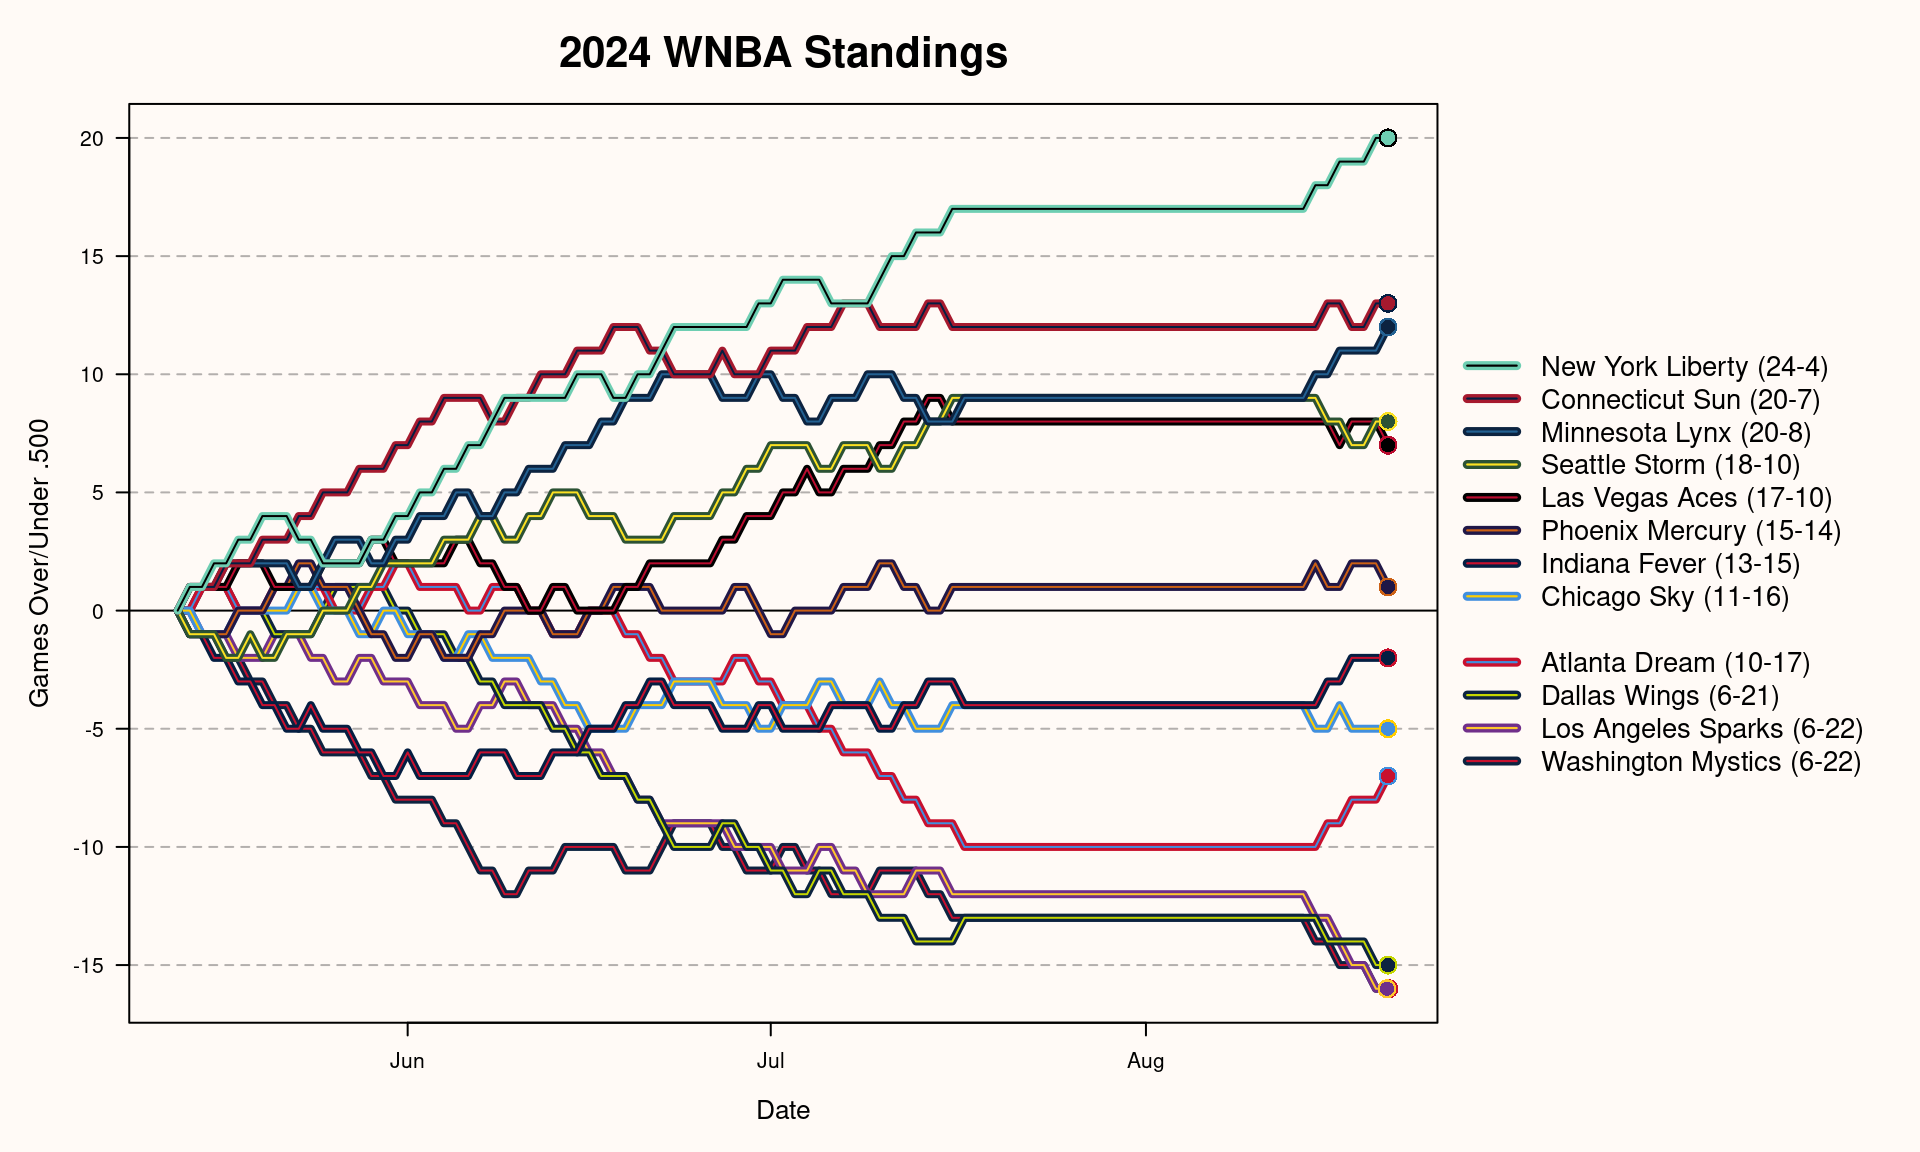 2024 WNBA Standings
Games Over/Under .500
20
15
10
5
0
-5
-10
-15
Jun
Jul
Aug
Date
New York Liberty (24-4)
Connecticut Sun (20-7)
Minnesota Lynx (20-8)
Seattle Storm (18-10)
Las Vegas Aces (17-10)
Phoenix Mercury (15-14)
Indiana Fever (13-15)
Chicago Sky (11-16)
Atlanta Dream (10-17)
Dallas Wings (6-21)
Los Angeles Sparks (6-22)
Washington Mystics (6-22)